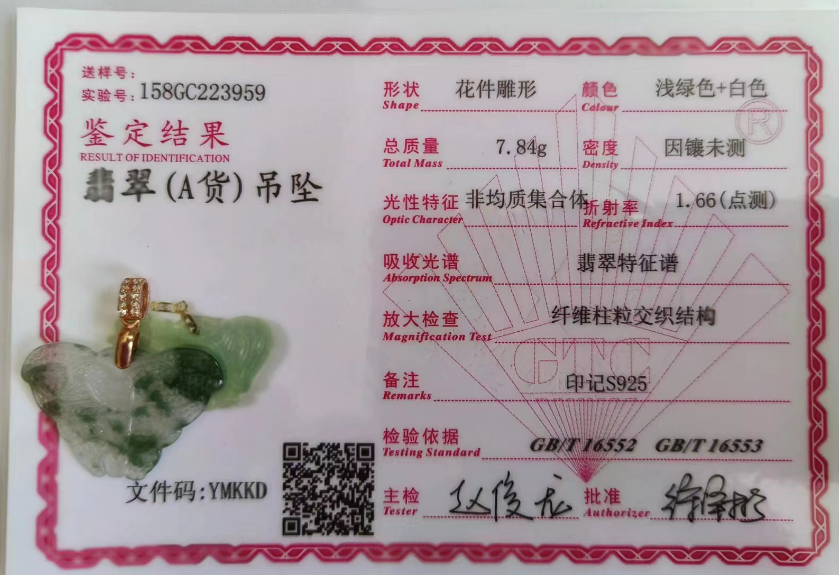 送样号:
实验号:158GC223959
鉴定结果
RESULT OF IDENTIFICATION
翡翠(A货)吊坠
文件码:YMKKD
形状 花件雕形 颜色 浅绿色+白色
Shape Colour
®
总质量 7.84g 密度 因镶未测
Total Mass Density
光性特征 非均质集合体 折射率 1.66(点测)
Optic Character Refractive Index
吸收光谱 翡翠特征谱
Absorption Spectrum
放大检查 纤维柱粒交织结构
Magnification Test
GTC
备注 印记S925
Remarks
检验依据 GB/T 16552 GB/T 16553
Testing Standard
主检 赵俊龙 批准
Tester Authorizer